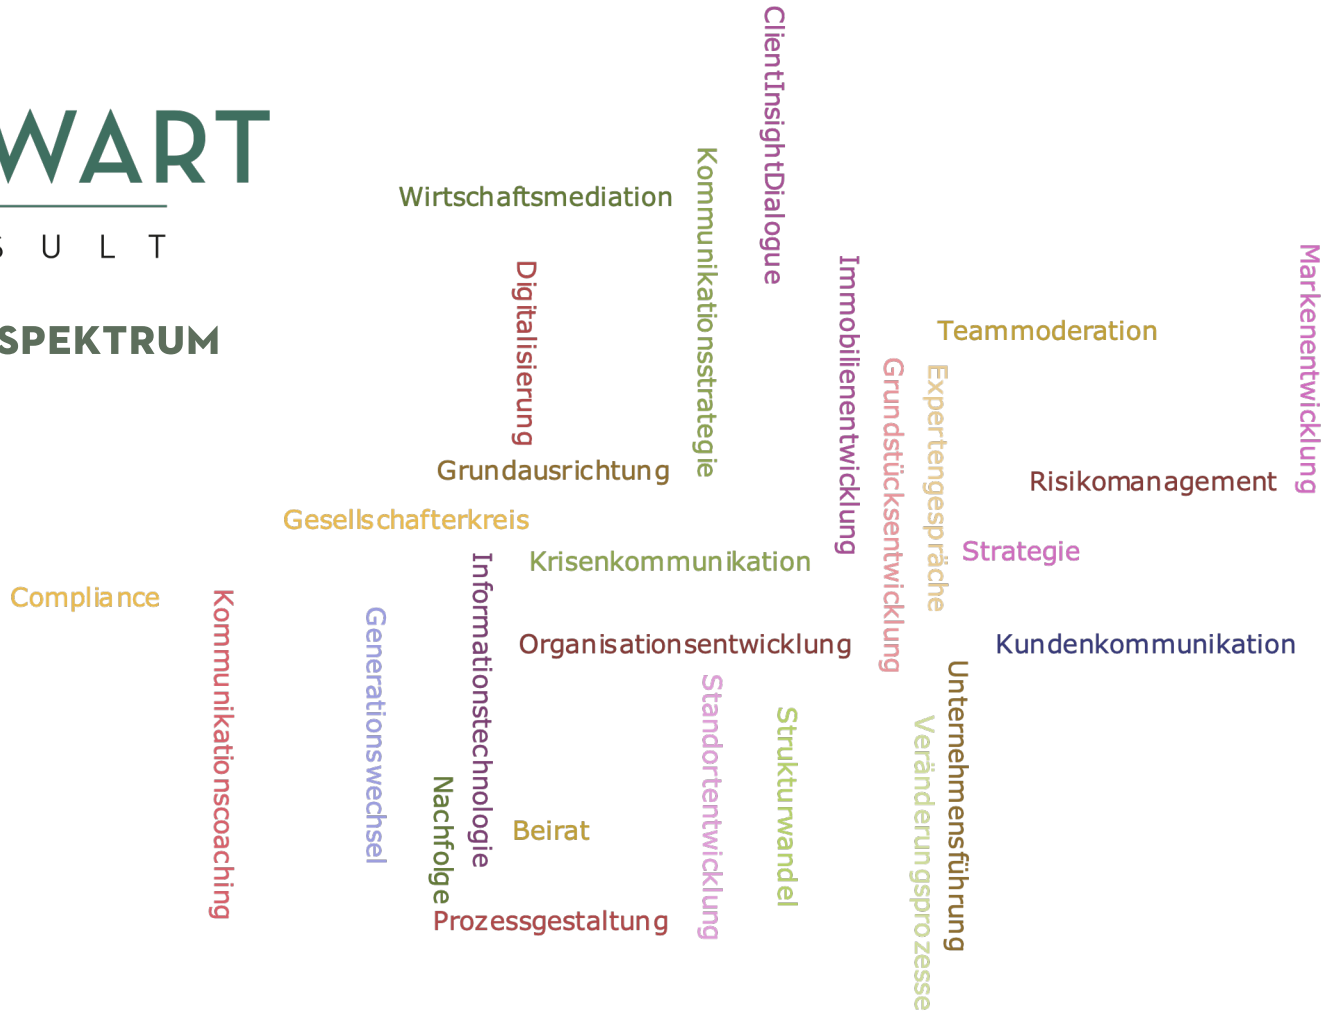 WART
SULT
SPEKTRUM
ClientInsightDialogue
Kommunikationsstrategie
Wirtschaftsmediation
Markenentwicklung
Immobilienentwicklung
Digitalisierung
Teammoderation
Grundstücksentwicklung
Expertengespräche
Grundausrichtung
Risikomanagement
Gesellschafterkreis
Strategie
Krisenkommunikation
Informationstechnologie
Compliance
Kommunikationscoaching
Generationswechsel
Organisationsentwicklung
Kundenkommunikation
Unternehmensführung
Standortentwicklung
Strukturwandel
Veränderungsprozesse
Nachfolge
Beirat
Prozessgestaltung